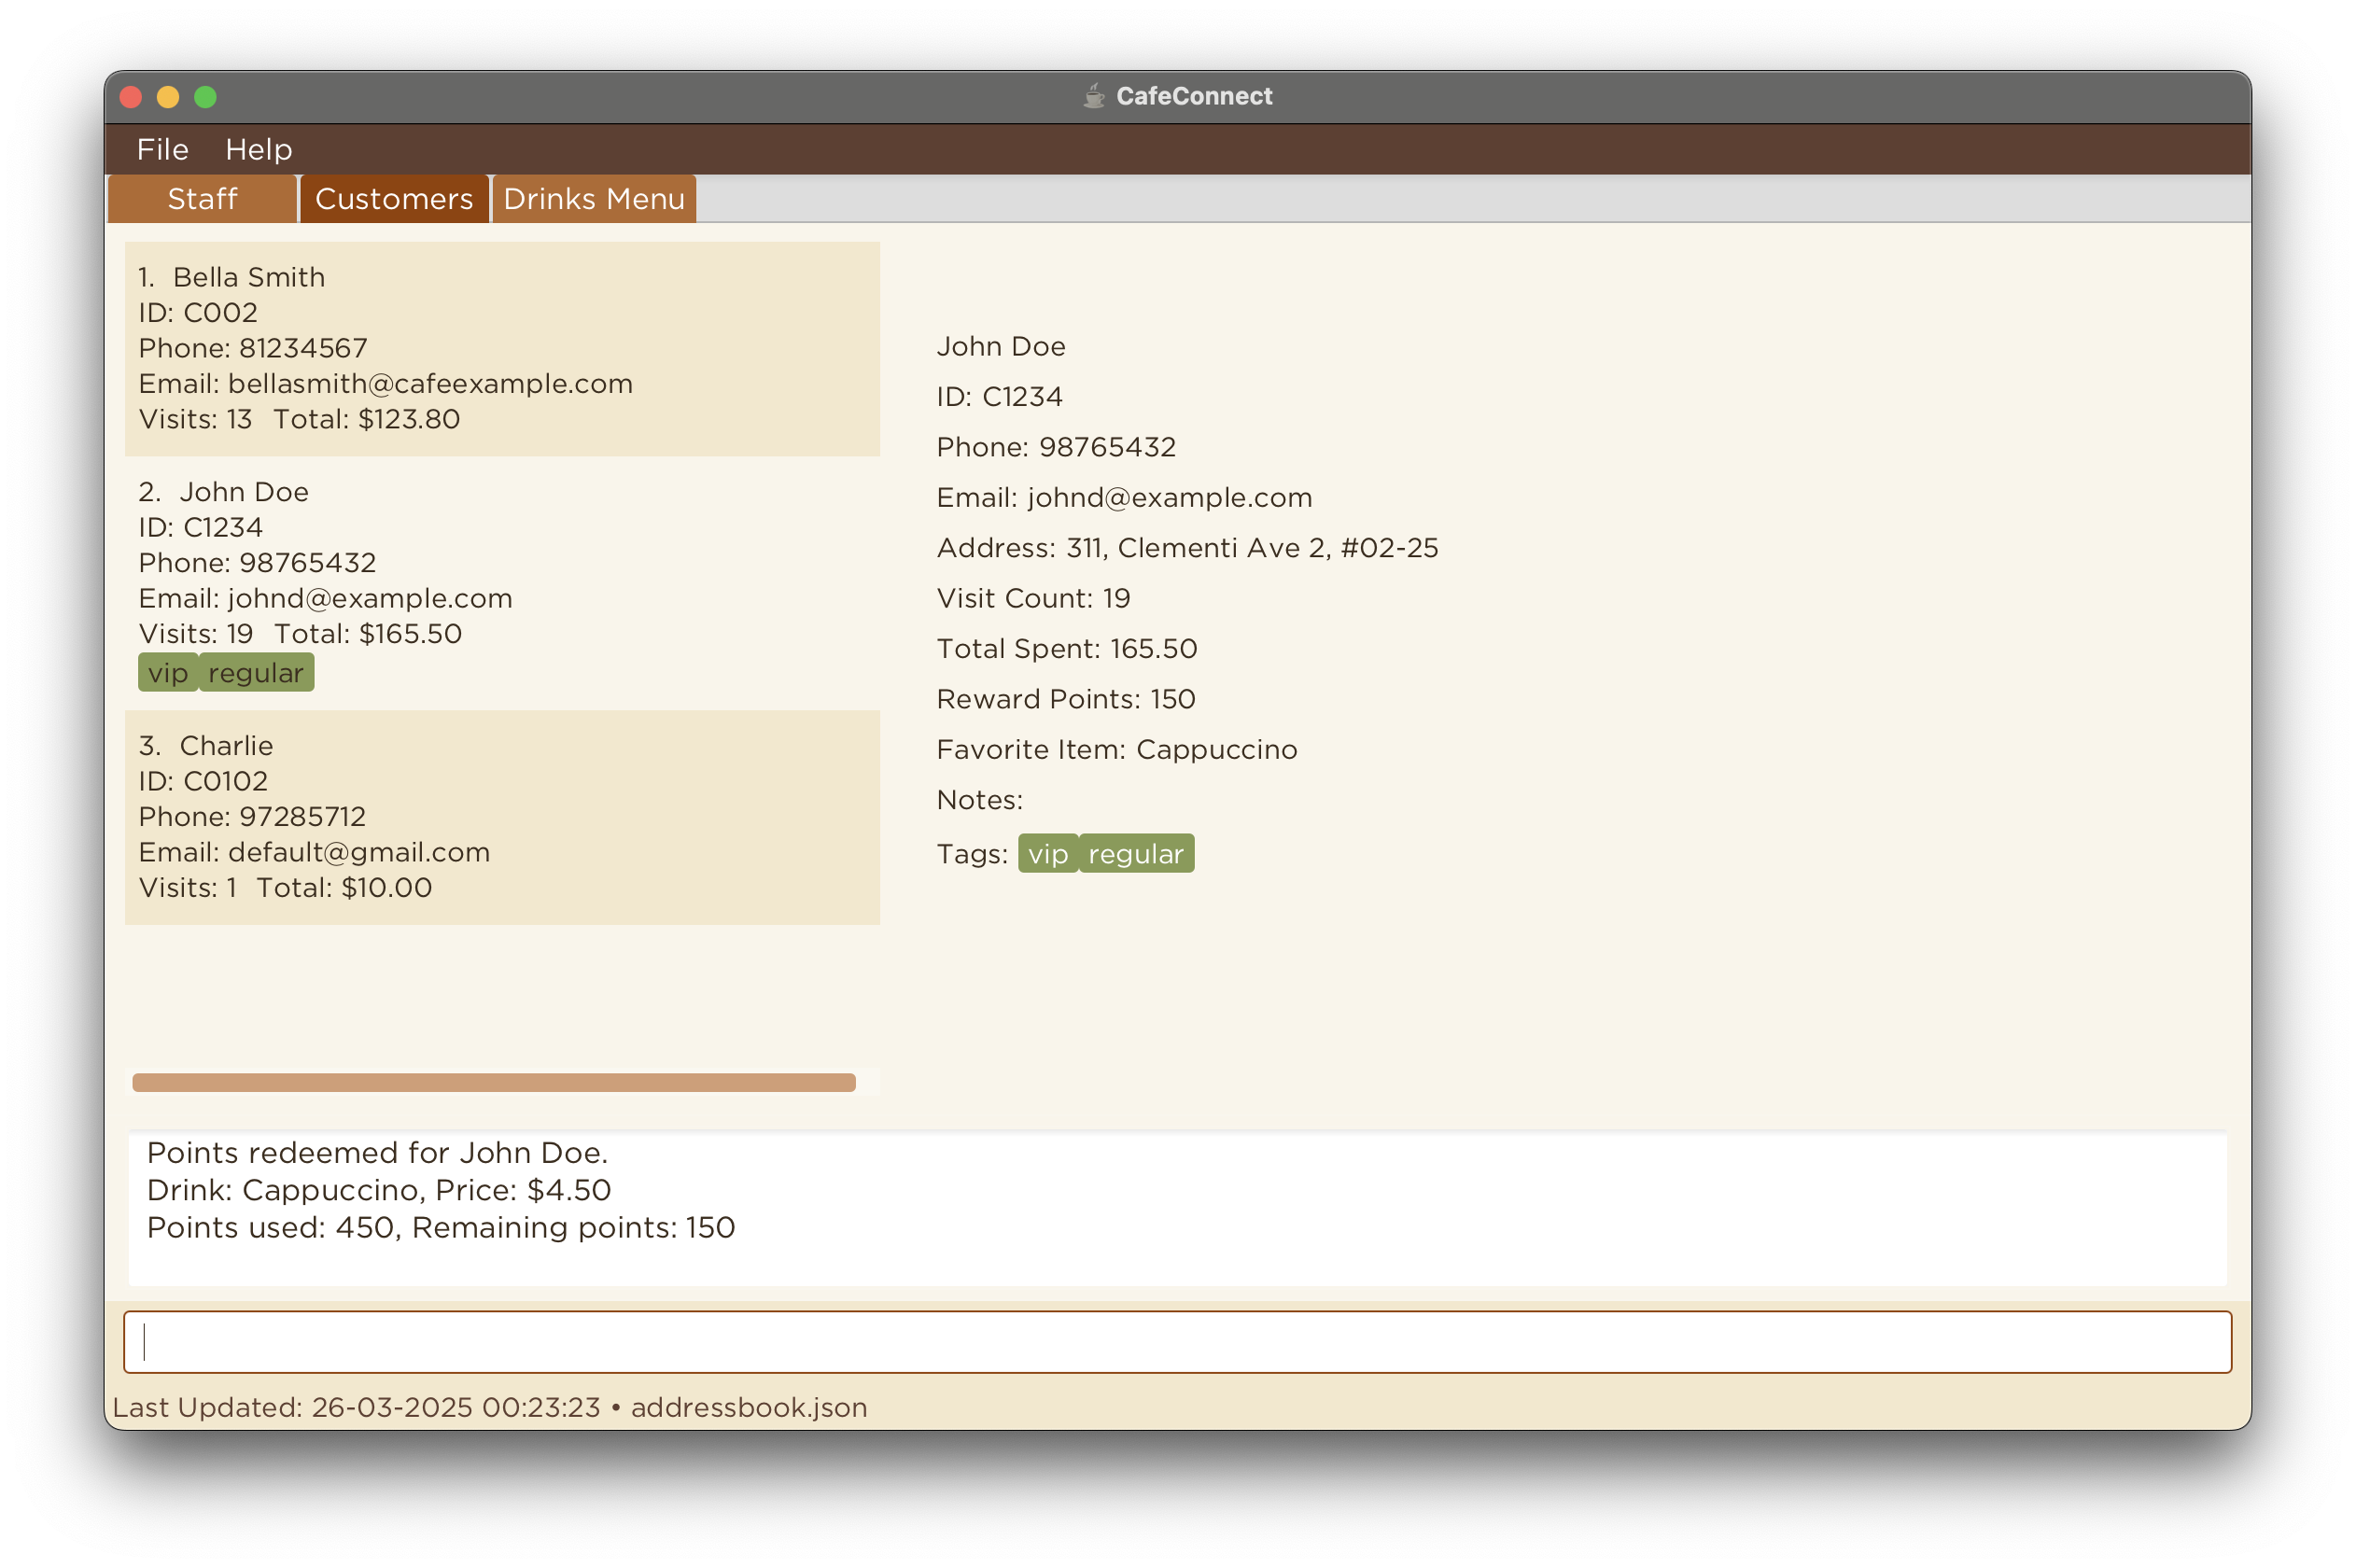 CafeConnect
File Help
Staff Customers Drinks Menu
1. Bella Smith
ID: C002
Phone: 81234567
Email: bellasmith@cafeexample.com
Visits: 13 Total: $123.80
2. John Doe
ID: C1234
Phone: 98765432
Email: johnd@example.com
Visits: 19 Total: $165.50
vip regular
3. Charlie
ID: C0102
Phone: 97285712
Email: default@gmail.com
Visits: 1 Total: $10.00
John Doe
ID: C1234
Phone: 98765432
Email: johnd@example.com
Address: 311, Clementi Ave 2, #02-25
Visit Count: 19
Total Spent: 165.50
Reward Points: 150
Favorite Item: Cappuccino
Notes:
Tags: vip regular
Points redeemed for John Doe.
Drink: Cappuccino, Price: $4.50
Points used: 450, Remaining points: 150
Last Updated: 26-03-2025 00:23:23 • addressbook.json